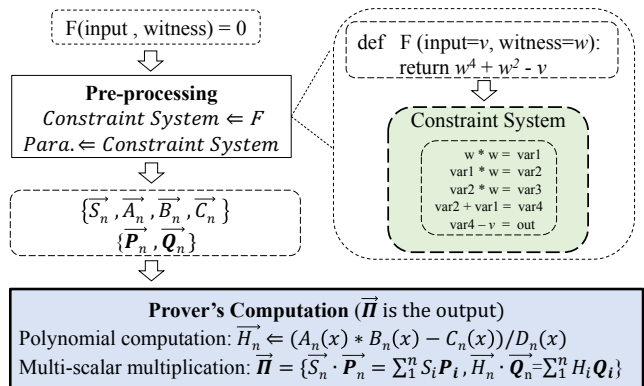 F(input , witness) = 0
Pre-processing
Constraint System ⇐ F
Para.⇐ Constraint System
{S⃗ₙ, A⃗ₙ, B⃗ₙ, C⃗ₙ }
{P⃗ₙ, Q⃗ₙ}
def F (input=v, witness=w):
return w⁴ + w² - v
Constraint System
w * w = var1
var1 * w = var2
var2 * w = var3
var2 + var1 = var4
var4 – v = out
Prover's Computation (Π⃗ is the output)
Polynomial computation: H⃗ₙ ⇐ (Aₙ(x) ∗ Bₙ(x) − Cₙ(x))/Dₙ(x)
Multi-scalar multiplication: Π⃗ = {S⃗ₙ · P⃗ₙ = ∑₁ⁿ SᵢPᵢ , H⃗ₙ · Q⃗ₙ=∑₁ⁿ HᵢQᵢ}